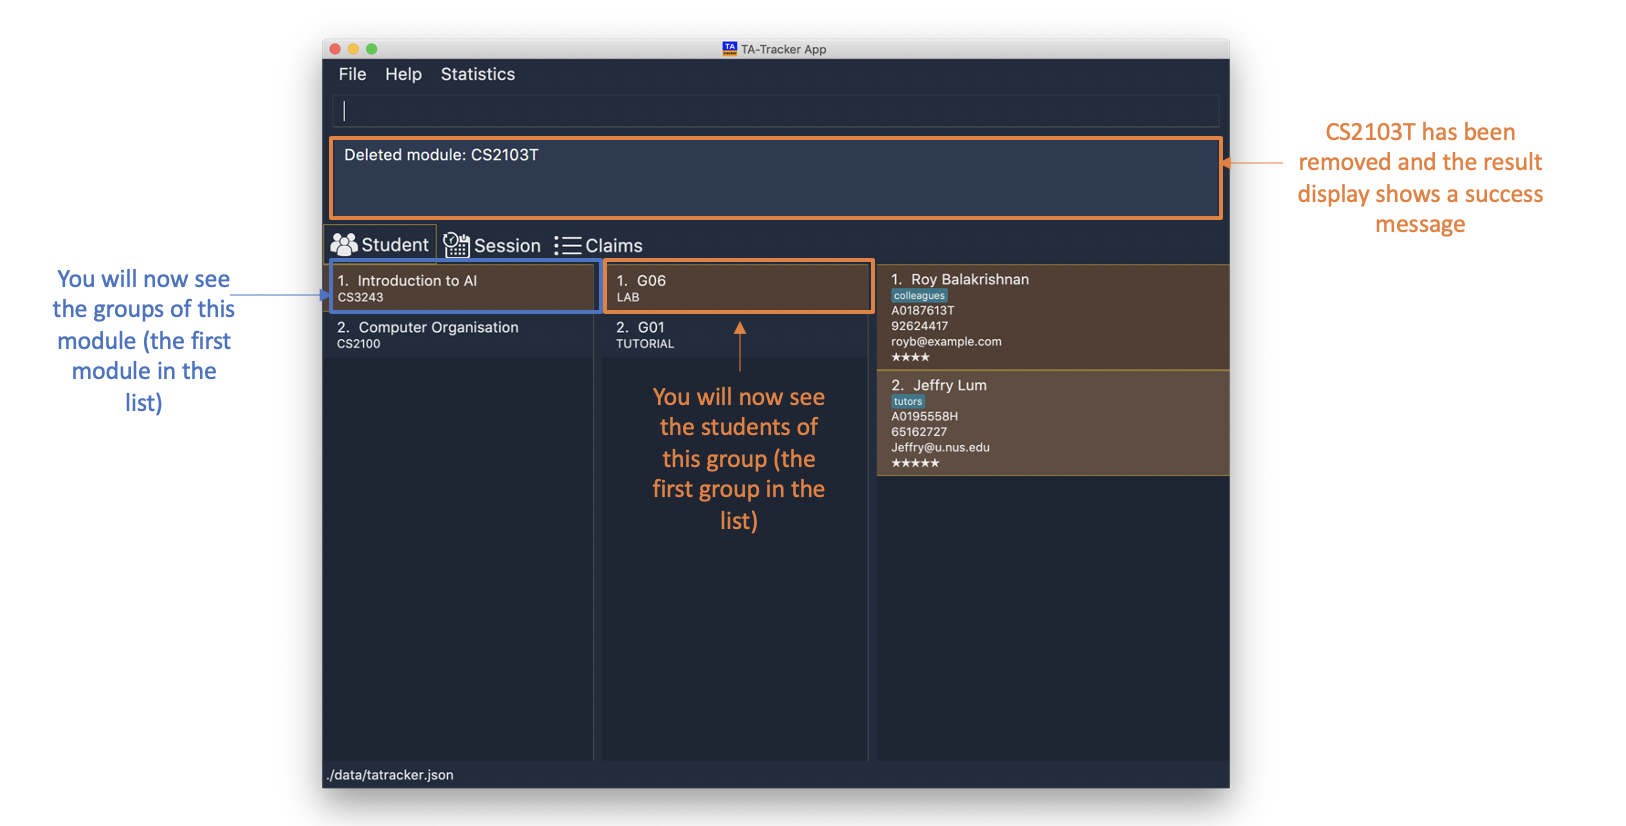 TA
TA-Tracker App
File Help Statistics
Deleted module: CS2103T
CS2103T has been
removed and the result
display shows a success
message
Student Session Claims
You will now see
the groups of this
module (the first
module in the
list)
1. Introduction to AI
CS3243
2. Computer Organisation
CS2100
1. G06
LAB
2. G01
TUTORIAL
You will now see
the students of
this group (the
first group in the
list)
1. Roy Balakrishnan
colleagues
A0187613T
92624417
royb@example.com
★★★★
2. Jeffry Lum
tutors
A0195558H
65162727
Jeffry@u.nus.edu
★★★★★
./data/tatracker.json